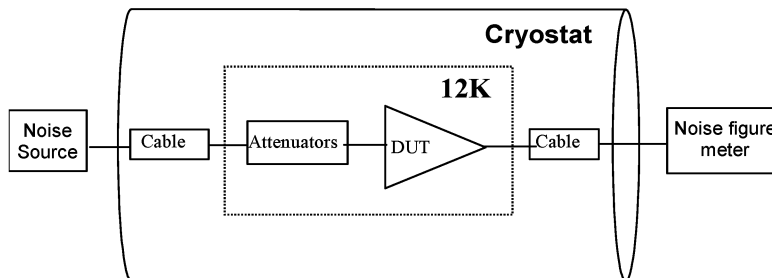 Cryostat
12K
Noise
Source
Cable
Attenuators
DUT
Cable
Noise figure
meter